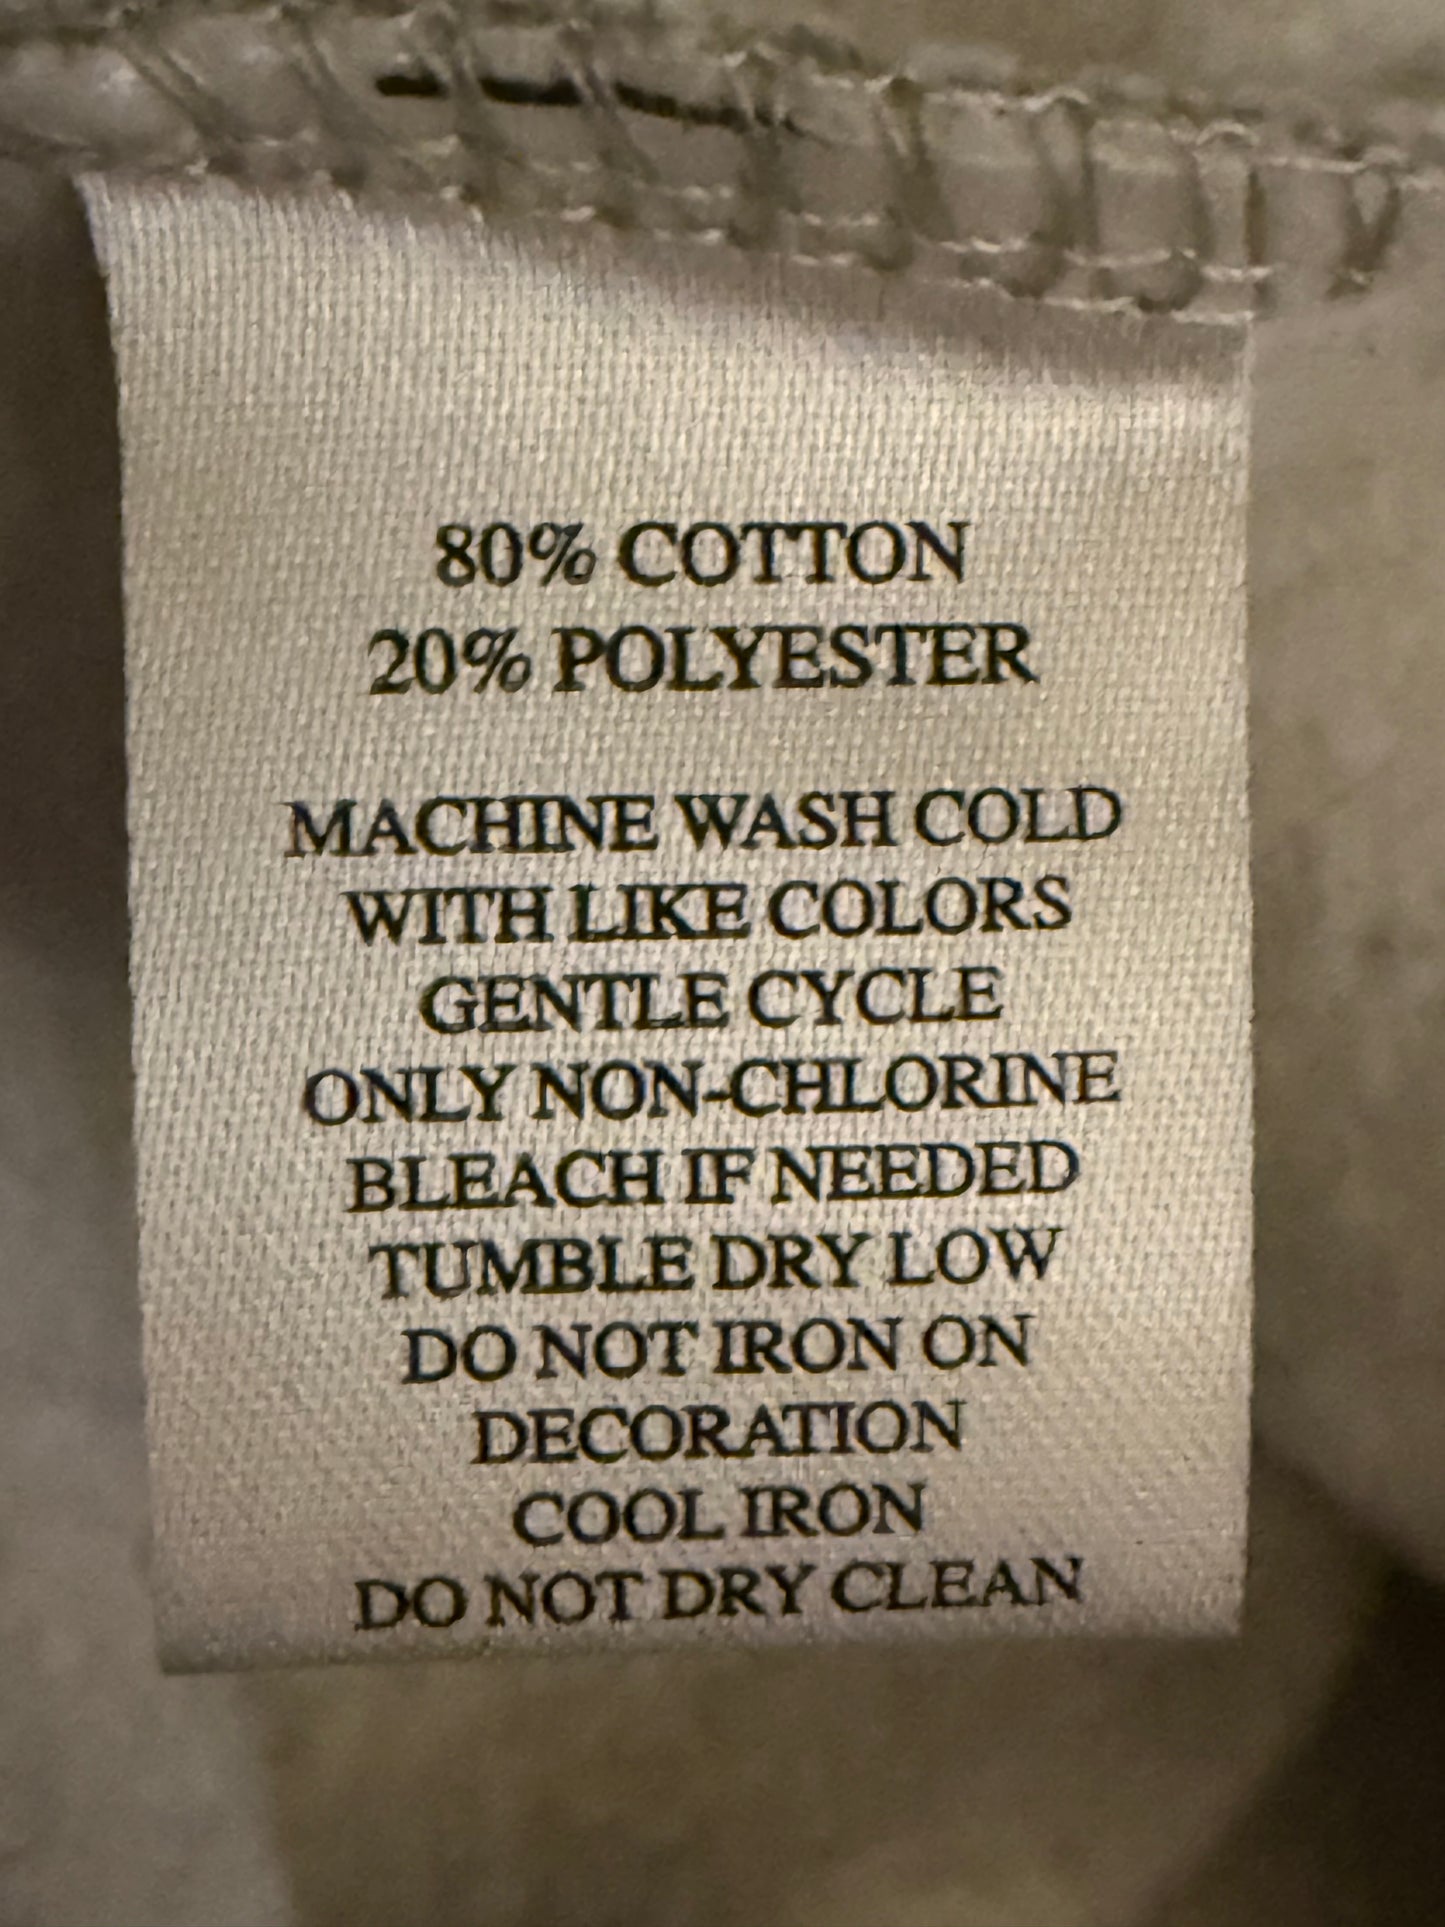 80% COTTON
20% POLYESTER
MACHINE WASH COLD
WITH LIKE COLORS
GENTLE CYCLE
ONLY NON-CHLORINE
BLEACH IF NEEDED
TUMBLE DRY LOW
DO NOT IRON ON
DECORATION
COOL IRON
DO NOT DRY CLEAN